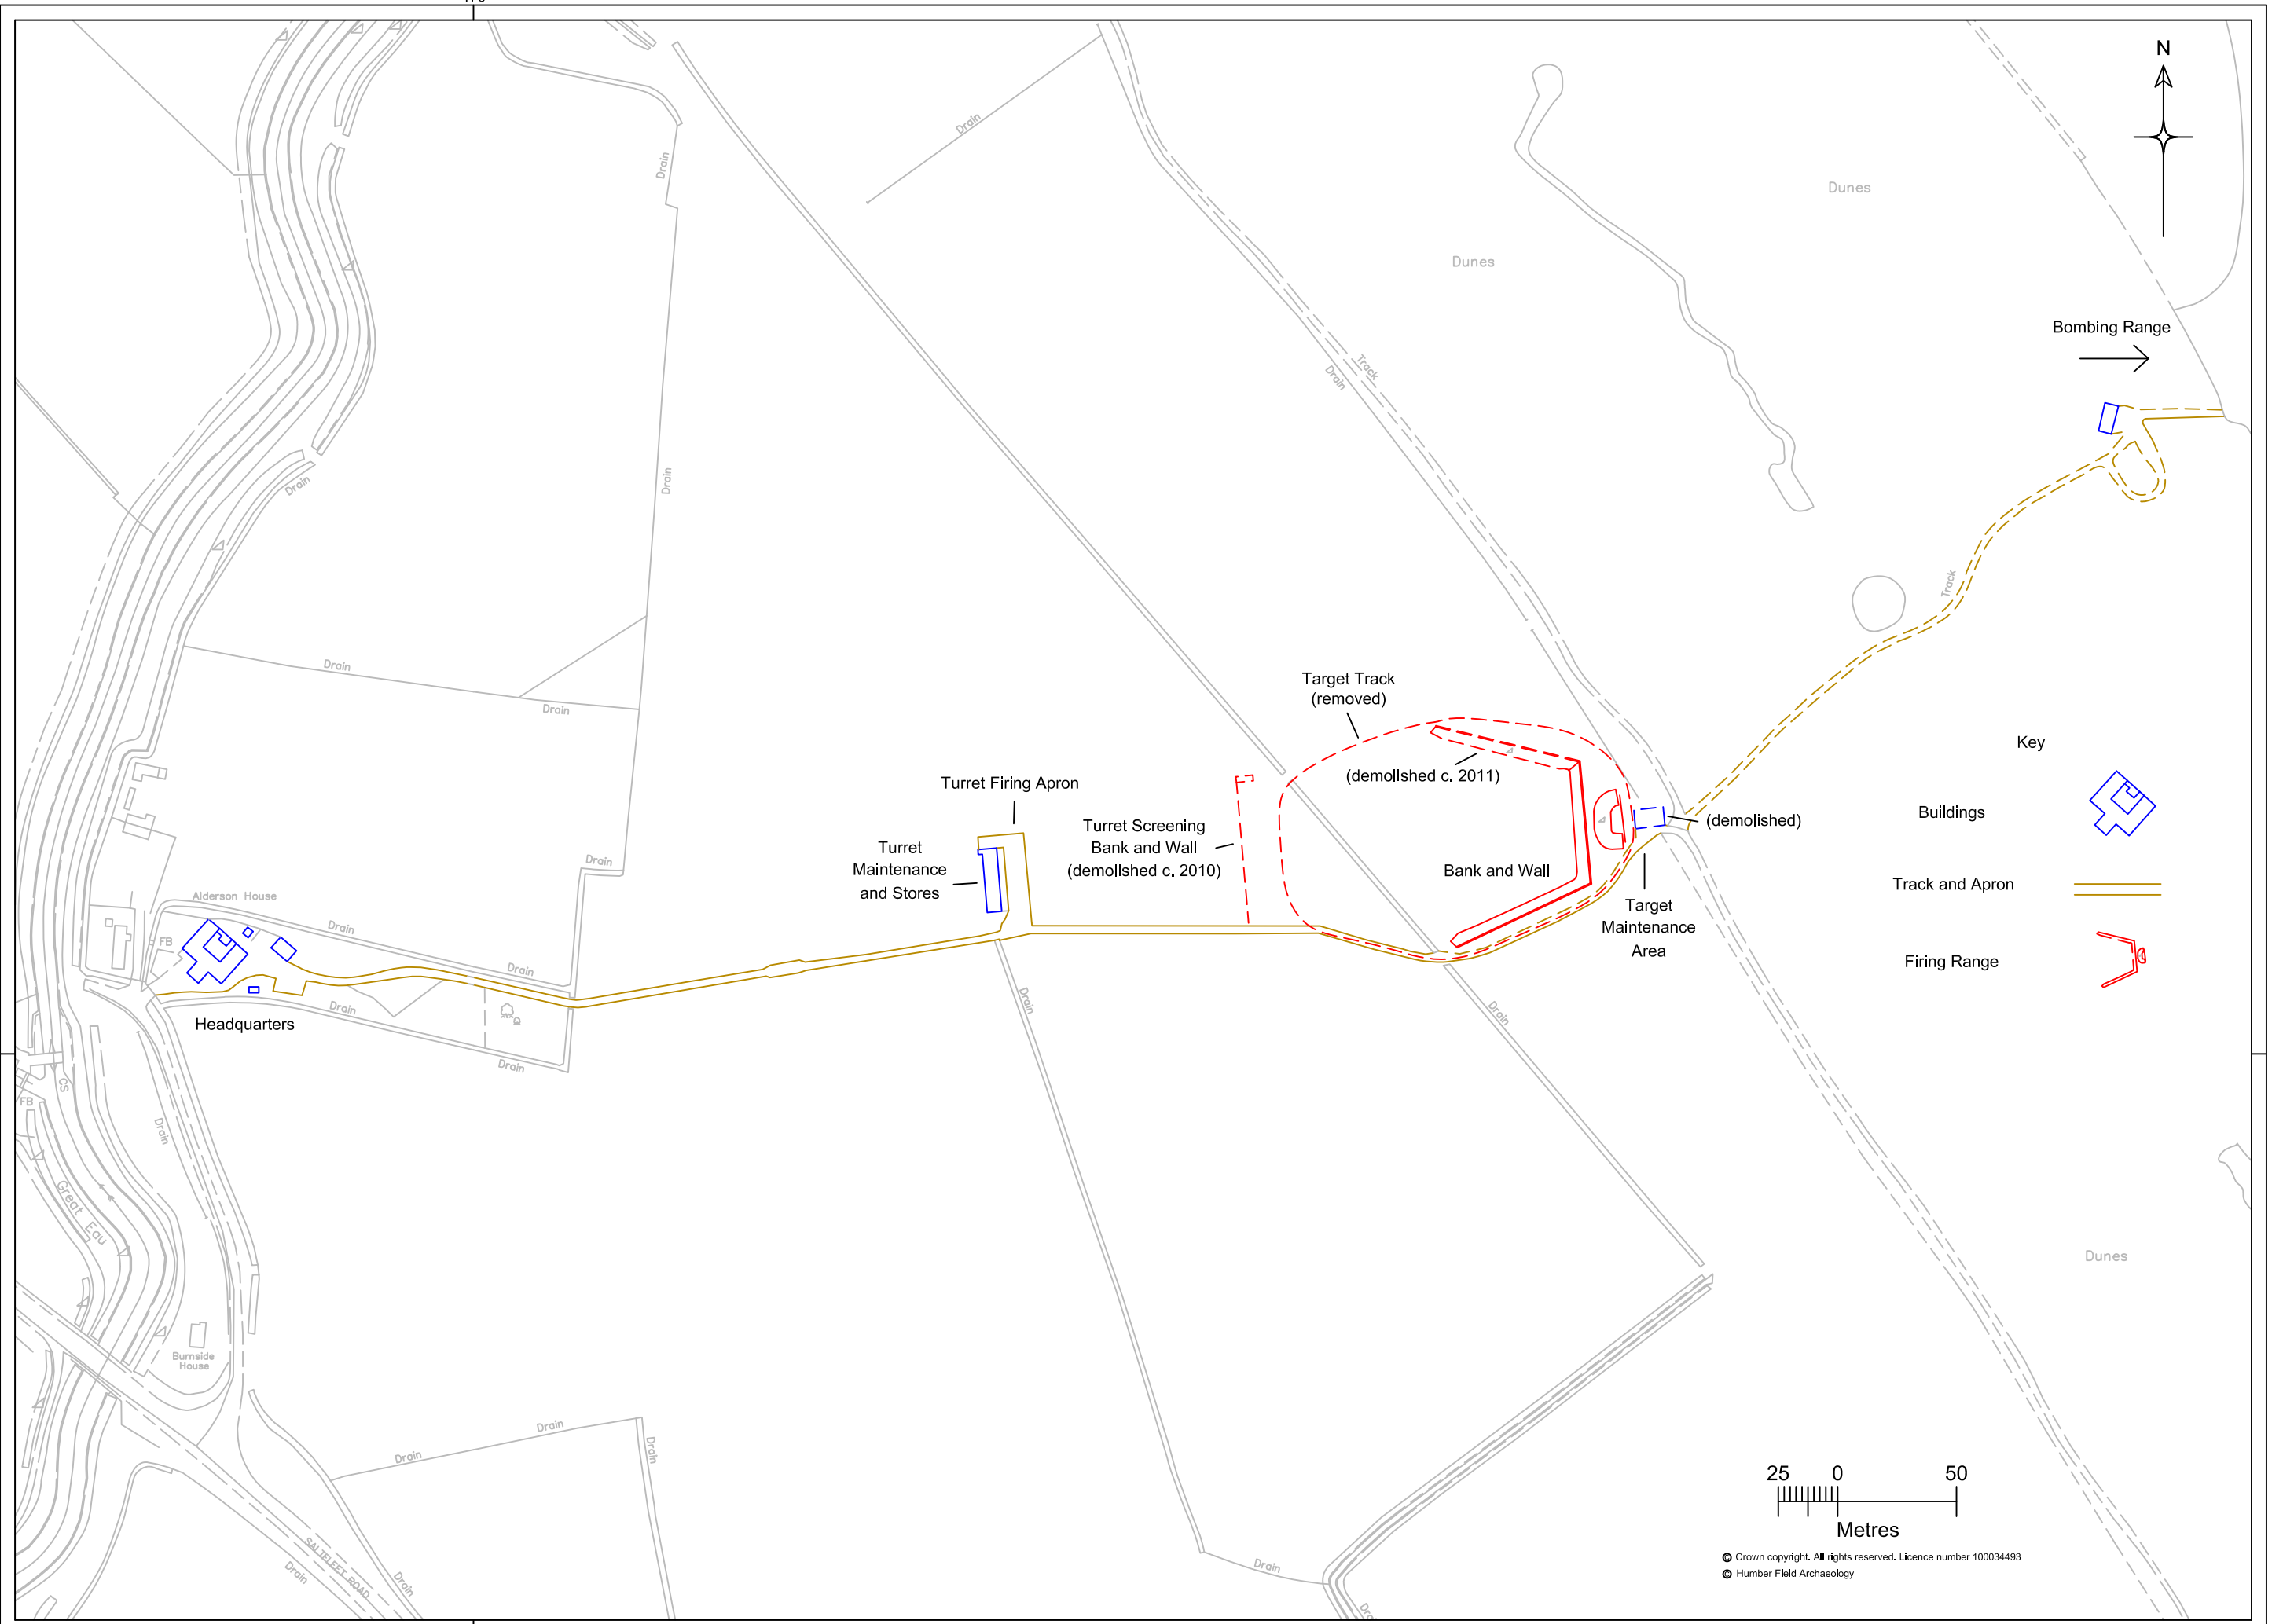 N
Drain
Drain
Dunes
Dunes
Bombing Range
Track
Drain
Drain
Drain
Track
Drain
Drain
Target Track
(removed)
Key
(demolished c. 2011)
Turret Firing Apron
Buildings
(demolished)
Turret Screening
Bank and Wall
(demolished c. 2010)
Turret
Maintenance
and Stores
Drain
Bank and Wall
Track and Apron
Alderson House
Target
Maintenance
Area
Drain
FB
Firing Range
Drain
Drain
Drain
Drain
Headquarters
Drain
CS
FB
Drain
Great Eau
Dunes
Burnside
House
Drain
Drain
Drain
25 0 50
Metres
SALTFLEET ROAD
Drain
Drain
Drain
© Crown copyright. All rights reserved. Licence number 100034493
© Humber Field Archaeology